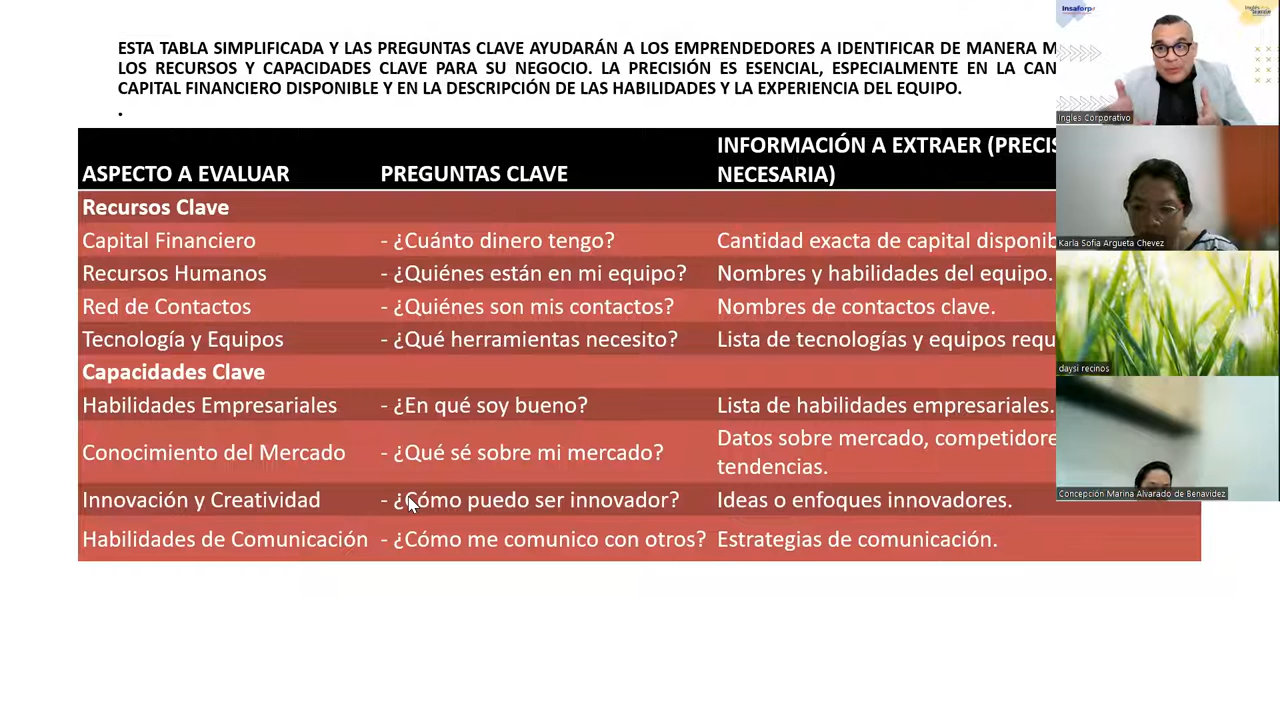 ESTA TABLA SIMPLIFICADA Y LAS PREGUNTAS CLAVE AYUDARÁN A LOS EMPRENDEDORES A IDENTIFICAR DE MANERA
LOS RECURSOS Y CAPACIDADES CLAVE PARA SU NEGOCIO. LA PRECISIÓN ES ESENCIAL, ESPECIALMENTE EN LA
CAPITAL FINANCIERO DISPONIBLE Y EN LA DESCRIPCIÓN DE LAS HABILIDADES Y LA EXPERIENCIA DEL EQUIPO.
.
ASPECTO A EVALUAR PREGUNTAS CLAVE INFORMACIÓN A EXTRAER (PRECIS
NECESARIA)
Recursos Clave
Capital Financiero - ¿Cuánto dinero tengo? Cantidad exacta de capital disponib
Recursos Humanos - ¿Quiénes están en mi equipo? Nombres y habilidades del equipo.
Red de Contactos - ¿Quiénes son mis contactos? Nombres de contactos clave.
Tecnología y Equipos - ¿Qué herramientas necesito? Lista de tecnologías y equipos requ
Capacidades Clave
Habilidades Empresariales - ¿En qué soy bueno? Lista de habilidades empresariales.
Conocimiento del Mercado - ¿Qué sé sobre mi mercado? Datos sobre mercado, competidore
tendencias.
Innovación y Creatividad - ¿Cómo puedo ser innovador? Ideas o enfoques innovadores.
Habilidades de Comunicación - ¿Cómo me comunico con otros? Estrategias de comunicación.
Insaforp
Ingles Corporativo
Karla Sofia Argueta Chevez
daysi recinos
Concepción Marina Alvarado de Benavidez